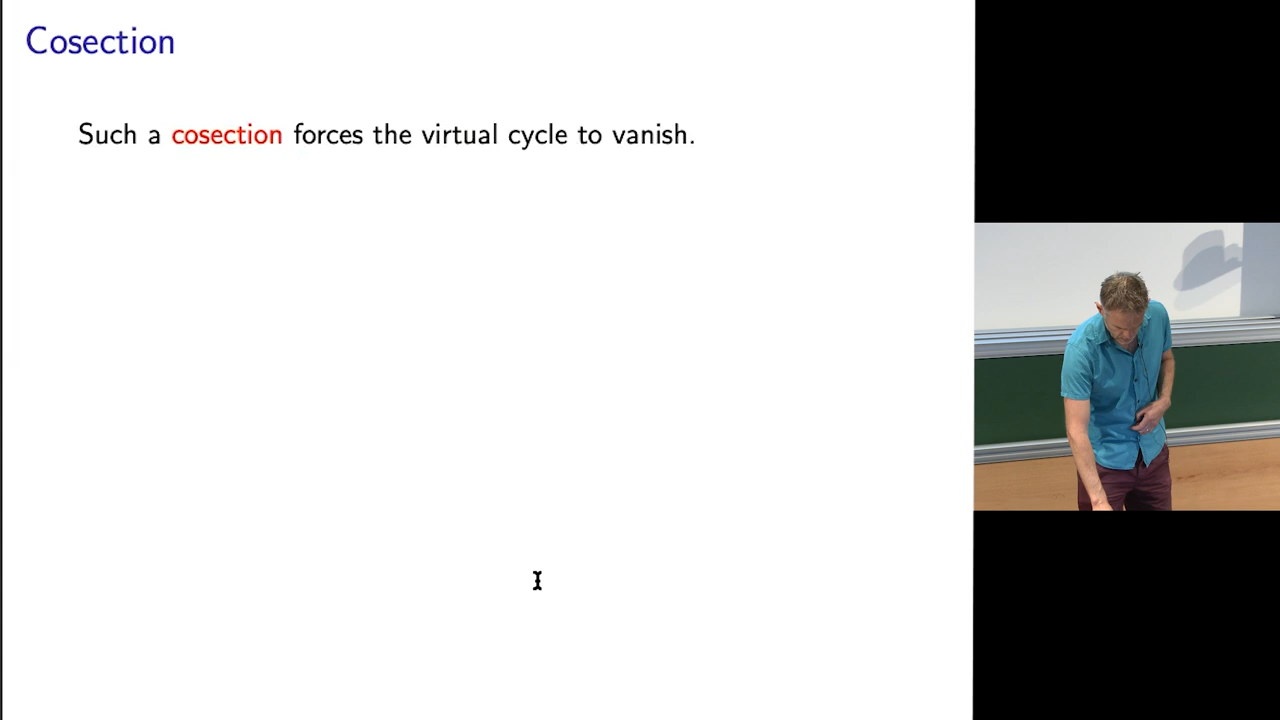 Cosection
Such a cosection forces the virtual cycle to vanish.